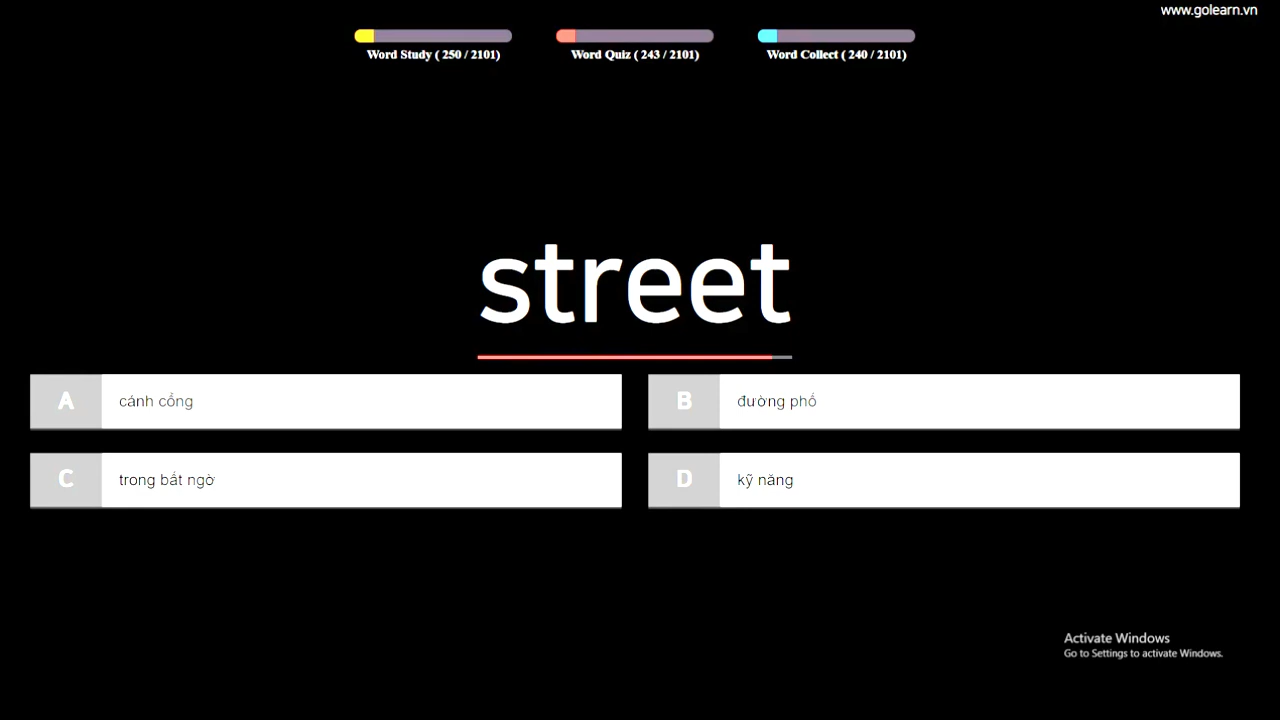 www.golearn.vn
Word Study ( 250 / 2101)
Word Quiz ( 243 / 2101)
Word Collect ( 240 / 2101)
street
A cánh cổng
B đường phố
C trong bất ngờ
D kỹ năng
Activate Windows
Go to Settings to activate Windows.